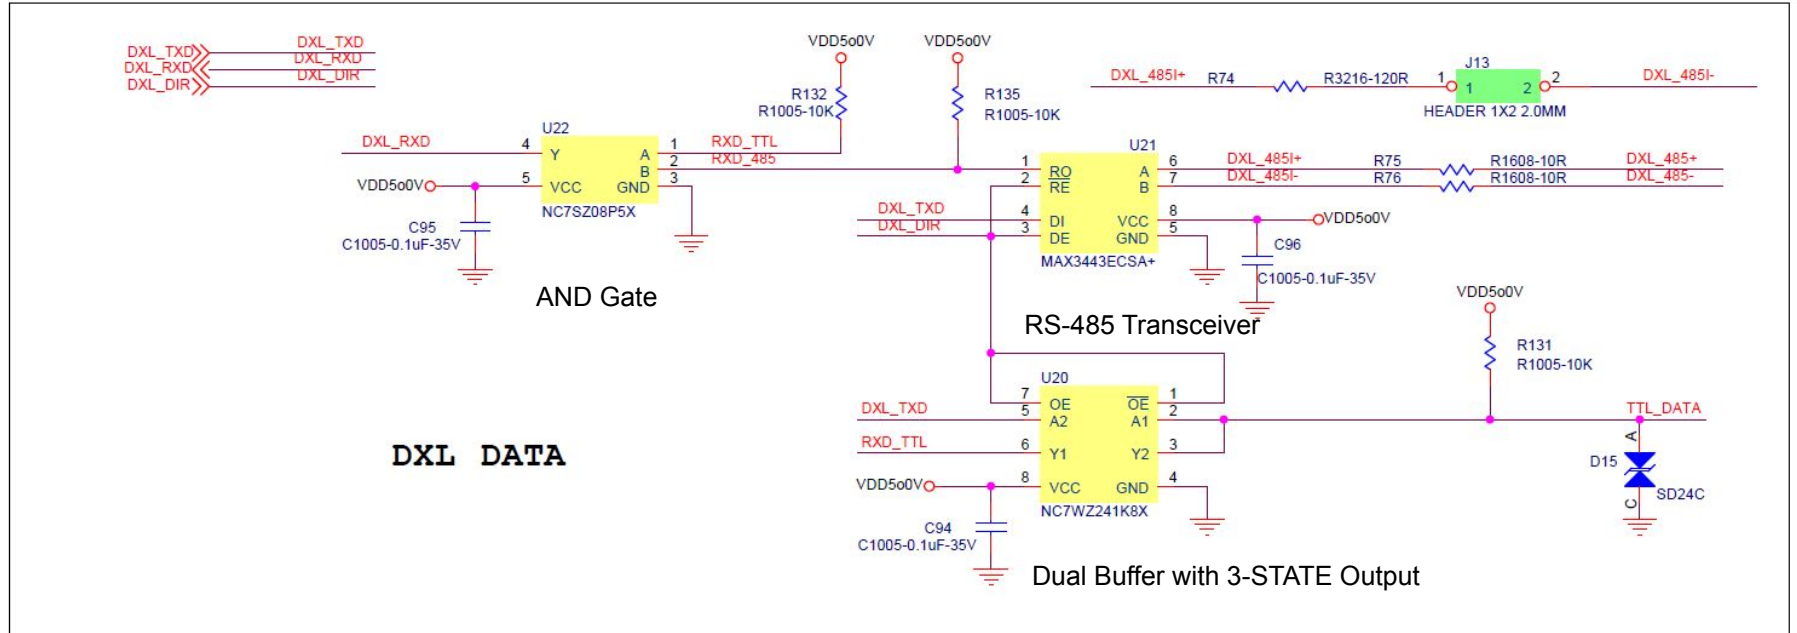 DXL_TXD DXL_TXD
DXL_RXD DXL_RXD
DXL_DIR DXL_DIR
VDD5o0V
R132
R1005-10K
VDD5o0V
R135
R1005-10K
DXL_485I+ R74 R3216-120R 1 J13 1 2 2 DXL_485I-
HEADER 1X2 2.0MM
U22
DXL_RXD 4 Y A 1 RXD_TTL
B 2 RXD_485
VDD5o0V 5 VCC GND 3
NC7SZ08P5X
C95
C1005-0.1uF-35V
AND Gate
U21
1 RO A 6 DXL_485I+ R75 R1608-10R DXL_485+
2 RE B 7 DXL_485I- R76 R1608-10R DXL_485-
DXL_TXD 4 DI VCC 8 VDD5o0V
DXL_DIR 3 DE GND 5
MAX3443ECSA+
C96
C1005-0.1uF-35V
RS-485 Transceiver
VDD5o0V
R131
R1005-10K
U20
7 OE OE 1
DXL_TXD 5 A2 A1 2 TTL_DATA
RXD_TTL 6 Y1 Y2 3
VDD5o0V 8 VCC GND 4
NC7WZ241K8X
C94
C1005-0.1uF-35V
A
D15
SD24C
C
DXL DATA
Dual Buffer with 3-STATE Output